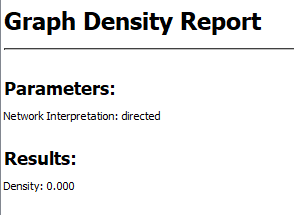 Graph Density Report
Parameters:
Network Interpretation: directed
Results:
Density: 0.000